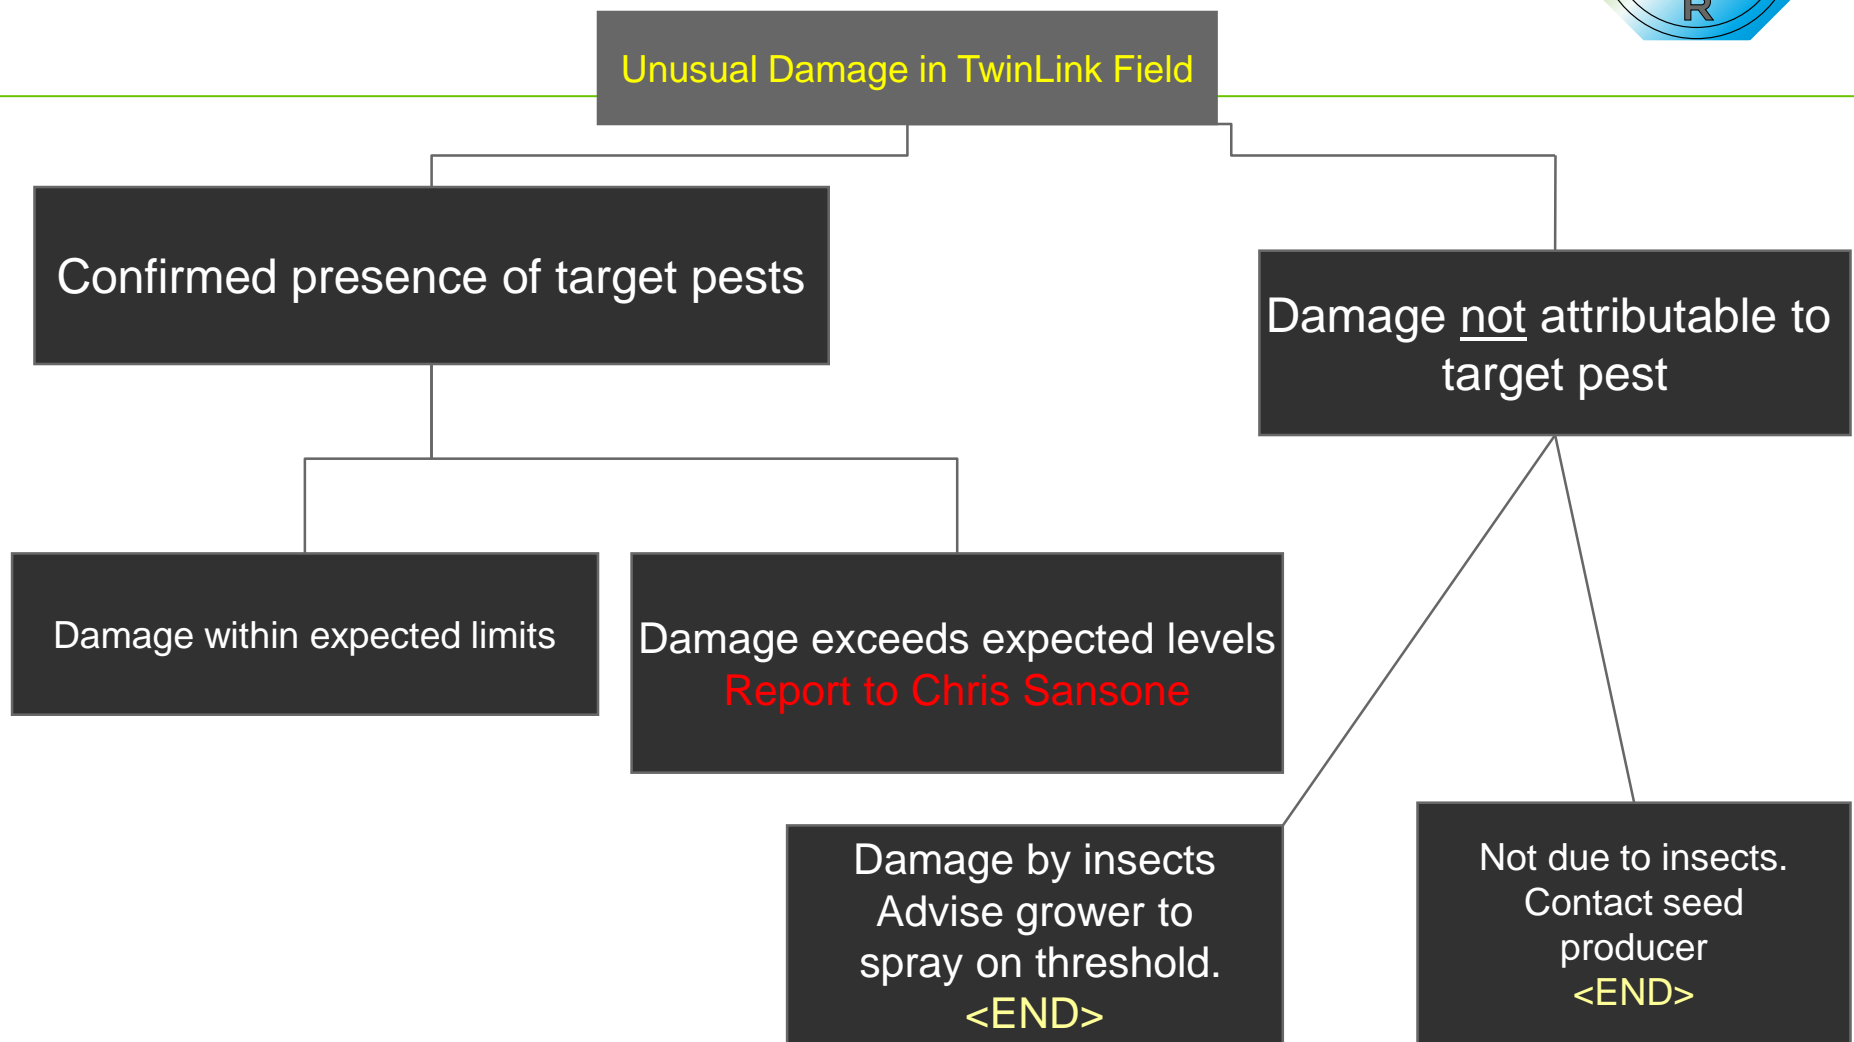 R
Unusual Damage in TwinLink Field
Confirmed presence of target pests
Damage not attributable to
target pest
Damage within expected limits
Damage exceeds expected levels
Report to Chris Sansone
Damage by insects
Advise grower to
spray on threshold.
<END>
Not due to insects.
Contact seed
producer
<END>